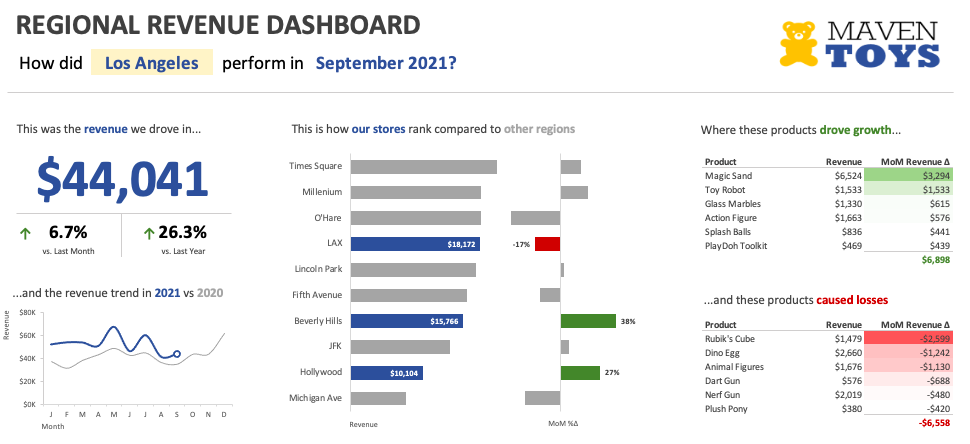 REGIONAL REVENUE DASHBOARD
How did Los Angeles perform in September 2021?
MAVEN
TOYS
This was the revenue we drove in...
$44,041
6.7%
vs. Last Month
26.3%
vs. Last Year
...and the revenue trend in 2021 vs 2020
Revenue
$80K
$60K
$40K
$20K
$0K
J F M A M J J A S O N D
Month
This is how our stores rank compared to other regions
Times Square
Millenium
O'Hare
LAX $18,172 -17%
Lincoln Park
Fifth Avenue
Beverly Hills $15,766 38%
JFK
Hollywood $10,104 27%
Michigan Ave
Revenue MoM %Δ
Where these products drove growth...
Product Revenue MoM Revenue Δ
Magic Sand $6,524 $3,294
Toy Robot $1,533 $1,533
Glass Marbles $1,330 $615
Action Figure $1,663 $576
Splash Balls $836 $441
PlayDoh Toolkit $469 $439
$6,898
...and these products caused losses
Product Revenue MoM Revenue Δ
Rubik's Cube $1,479 -$2,599
Dino Egg $2,660 -$1,242
Animal Figures $1,676 -$1,130
Dart Gun $576 -$688
Nerf Gun $2,019 -$480
Plush Pony $380 -$420
-$6,558